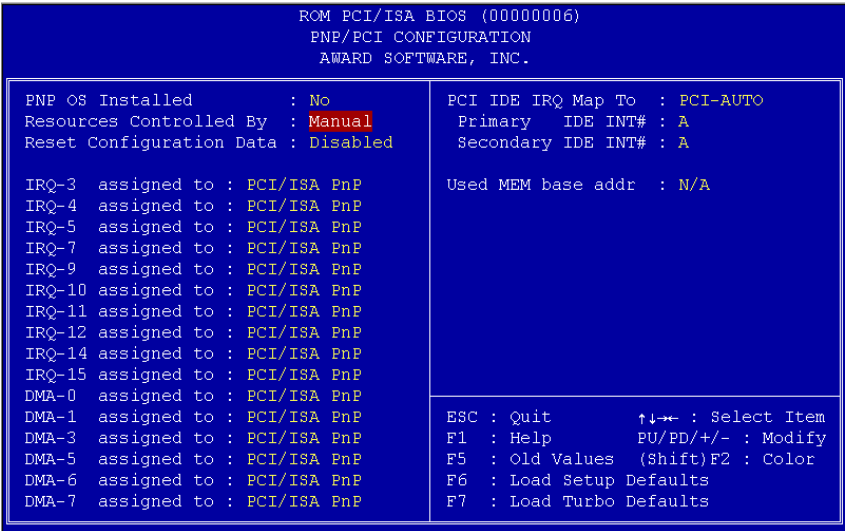 ROM PCI/ISA BIOS (00000006)
PNP/PCI CONFIGURATION
AWARD SOFTWARE, INC.
PNP OS Installed : No
Resources Controlled By : Manual
Reset Configuration Data : Disabled
IRQ-3 assigned to : PCI/ISA PnP
IRQ-4 assigned to : PCI/ISA PnP
IRQ-5 assigned to : PCI/ISA PnP
IRQ-7 assigned to : PCI/ISA PnP
IRQ-9 assigned to : PCI/ISA PnP
IRQ-10 assigned to : PCI/ISA PnP
IRQ-11 assigned to : PCI/ISA PnP
IRQ-12 assigned to : PCI/ISA PnP
IRQ-14 assigned to : PCI/ISA PnP
IRQ-15 assigned to : PCI/ISA PnP
DMA-0 assigned to : PCI/ISA PnP
DMA-1 assigned to : PCI/ISA PnP
DMA-3 assigned to : PCI/ISA PnP
DMA-5 assigned to : PCI/ISA PnP
DMA-6 assigned to : PCI/ISA PnP
DMA-7 assigned to : PCI/ISA PnP
PCI IDE IRQ Map To : PCI-AUTO
Primary IDE INT# : A
Secondary IDE INT# : A
Used MEM base addr : N/A
ESC : Quit ↑↓→← : Select Item
F1 : Help PU/PD/+/- : Modify
F5 : Old Values (Shift)F2 : Color
F6 : Load Setup Defaults
F7 : Load Turbo Defaults